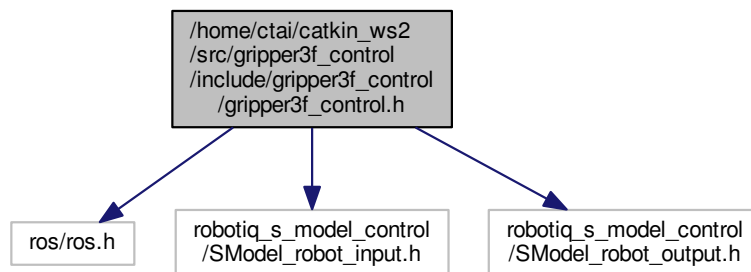 /home/ctai/catkin_ws2
/src/gripper3f_control
/include/gripper3f_control
/gripper3f_control.h
ros/ros.h
robotiq_s_model_control
/SModel_robot_input.h
robotiq_s_model_control
/SModel_robot_output.h